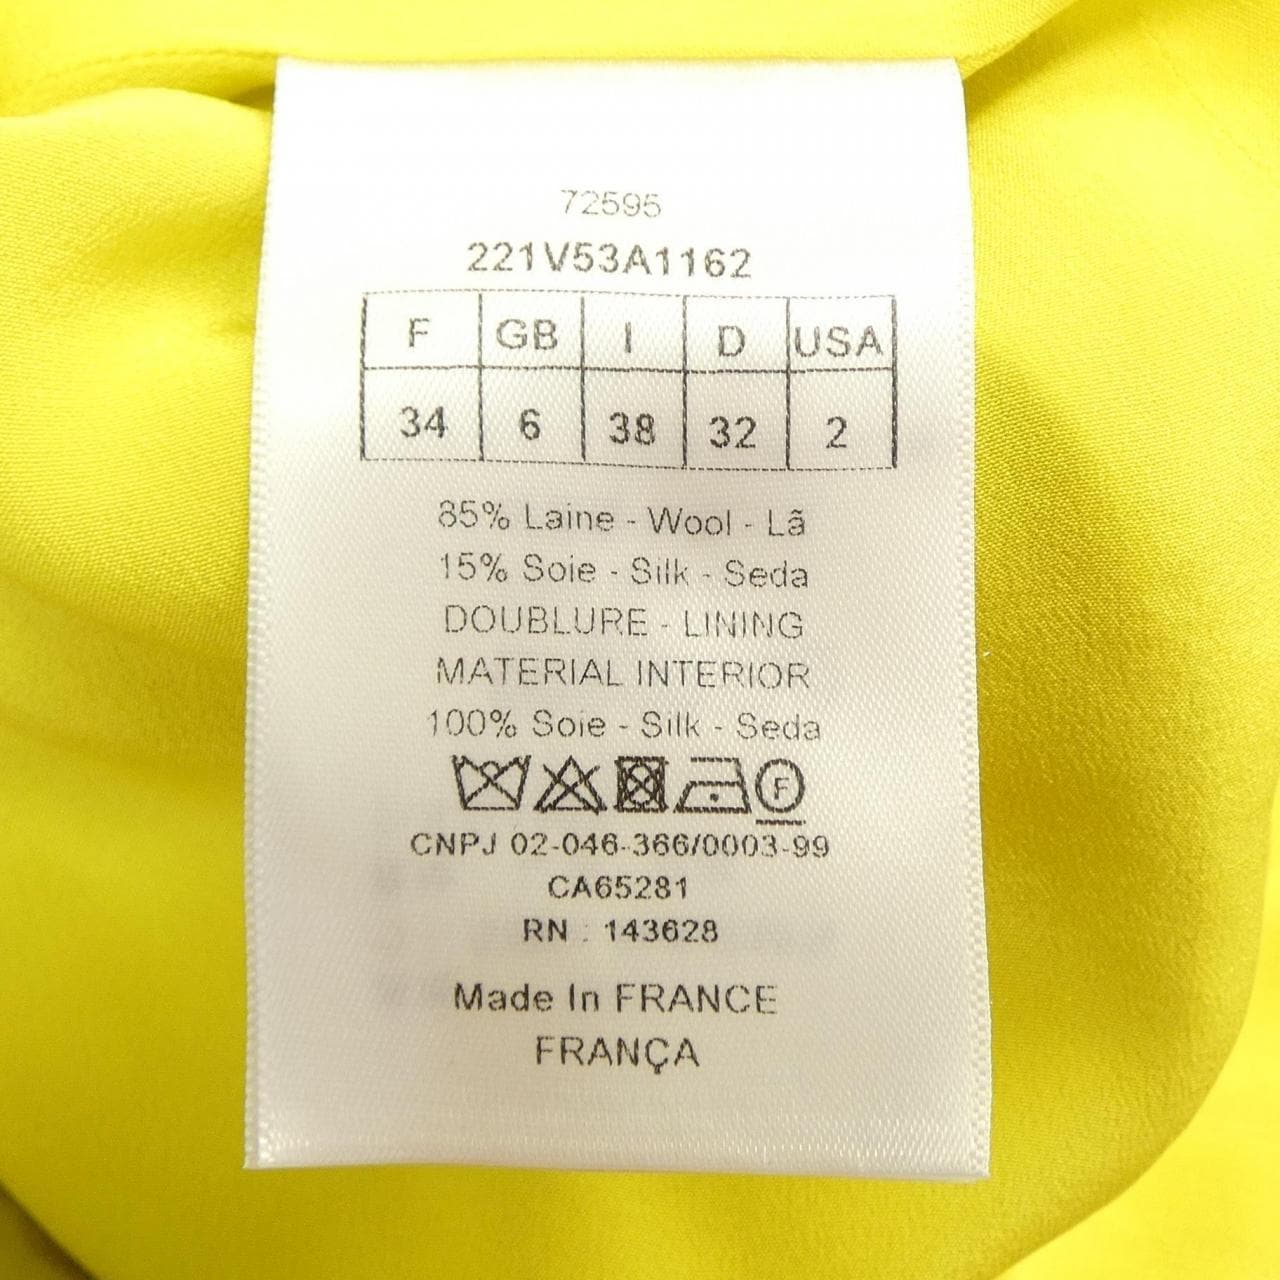 72595
221V53A1162
F GB I D USA
34 6 38 32 2
85% Laine - Wool - Lã
15% Soie - Silk - Seda
DOUBLURE - LINING
MATERIAL INTERIOR
100% Soie - Silk - Seda
F
CNPJ 02-046-366/0003-99
CA65281
RN : 143628
Made In FRANCE
FRANÇA